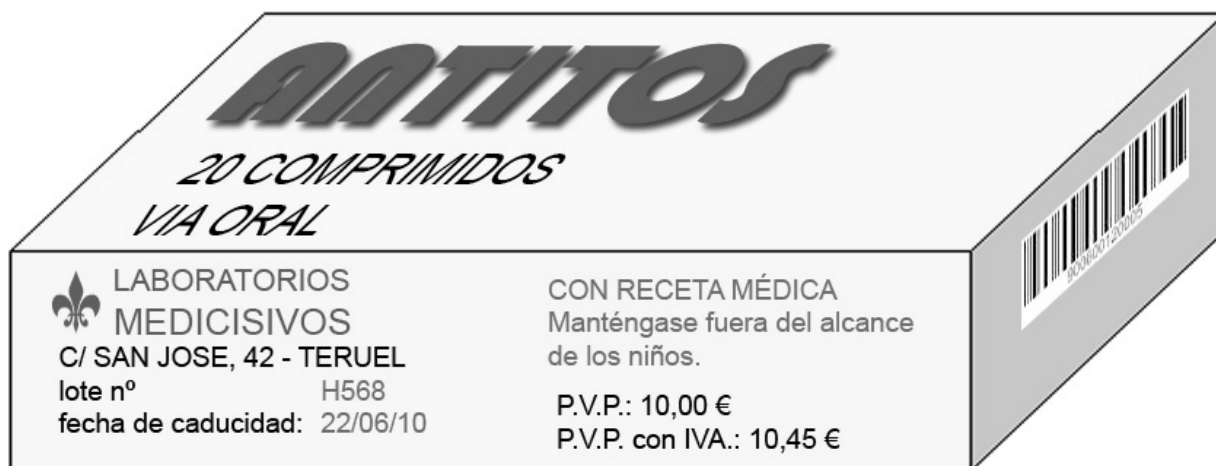 ANTITOS
20 COMPRIMIDOS
VIA ORAL
LABORATORIOS
MEDICISIVOS
C/ SAN JOSE, 42 - TERUEL
lote nº H568
fecha de caducidad: 22/06/10
CON RECETA MÉDICA
Manténgase fuera del alcance
de los niños.
P.V.P.: 10,00 €
P.V.P. con IVA.: 10,45 €
900600120005